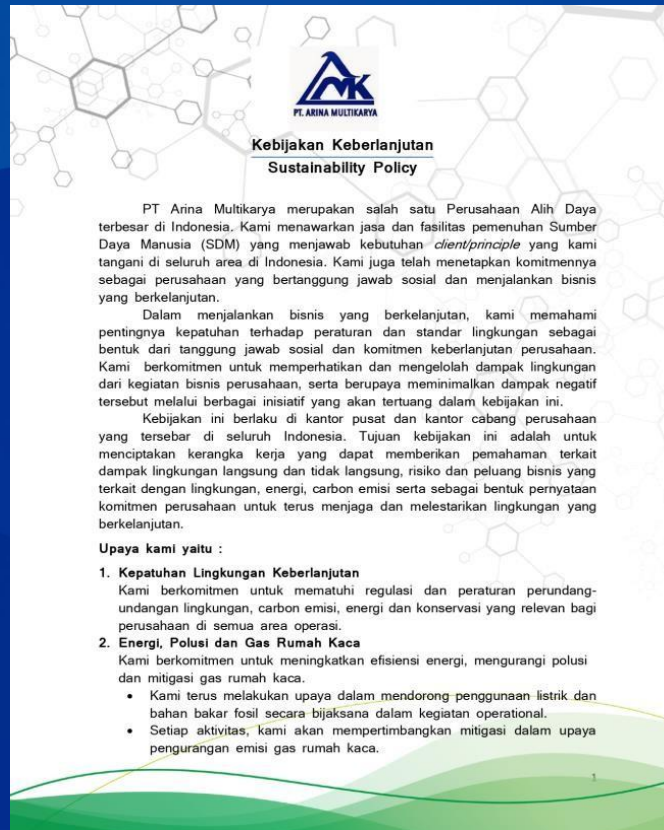 AMK
PT. ARINA MULTIKARYA
Kebijakan Keberlanjutan
Sustainability Policy
PT Arina Multikarya merupakan salah satu Perusahaan Alih Daya
terbesar di Indonesia. Kami menawarkan jasa dan fasilitas pemenuhan Sumber
Daya Manusia (SDM) yang menjawab kebutuhan client/principle yang kami
tangani di seluruh area di Indonesia. Kami juga telah menetapkan komitmennya
sebagai perusahaan yang bertanggung jawab sosial dan menjalankan bisnis
yang berkelanjutan.
Dalam menjalankan bisnis yang berkelanjutan, kami memahami
pentingnya kepatuhan terhadap peraturan dan standar lingkungan sebagai
bentuk dari tanggung jawab sosial dan komitmen keberlanjutan perusahaan.
Kami berkomitmen untuk memperhatikan dan mengelolah dampak lingkungan
dari kegiatan bisnis perusahaan, serta berupaya meminimalkan dampak negatif
tersebut melalui berbagai inisiatif yang akan tertuang dalam kebijakan ini.
Kebijakan ini berlaku di kantor pusat dan kantor cabang perusahaan
yang tersebar di seluruh Indonesia. Tujuan kebijakan ini adalah untuk
menciptakan kerangka kerja yang dapat memberikan pemahaman terkait
dampak lingkungan langsung dan tidak langsung, risiko dan peluang bisnis yang
terkait dengan lingkungan, energi, carbon emisi serta sebagai bentuk pernyataan
komitmen perusahaan untuk terus menjaga dan melestarikan lingkungan yang
berkelanjutan.
Upaya kami yaitu :
1. Kepatuhan Lingkungan Keberlanjutan
Kami berkomitmen untuk mematuhi regulasi dan peraturan perundang-
undangan lingkungan, carbon emisi, energi dan konservasi yang relevan bagi
perusahaan di semua area operasi.
2. Energi, Polusi dan Gas Rumah Kaca
Kami berkomitmen untuk meningkatkan efisiensi energi, mengurangi polusi
dan mitigasi gas rumah kaca.
• Kami terus melakukan upaya dalam mendorong penggunaan listrik dan
bahan bakar fosil secara bijaksana dalam kegiatan operational.
• Setiap aktivitas, kami akan mempertimbangkan mitigasi dalam upaya
pengurangan emisi gas rumah kaca.
1